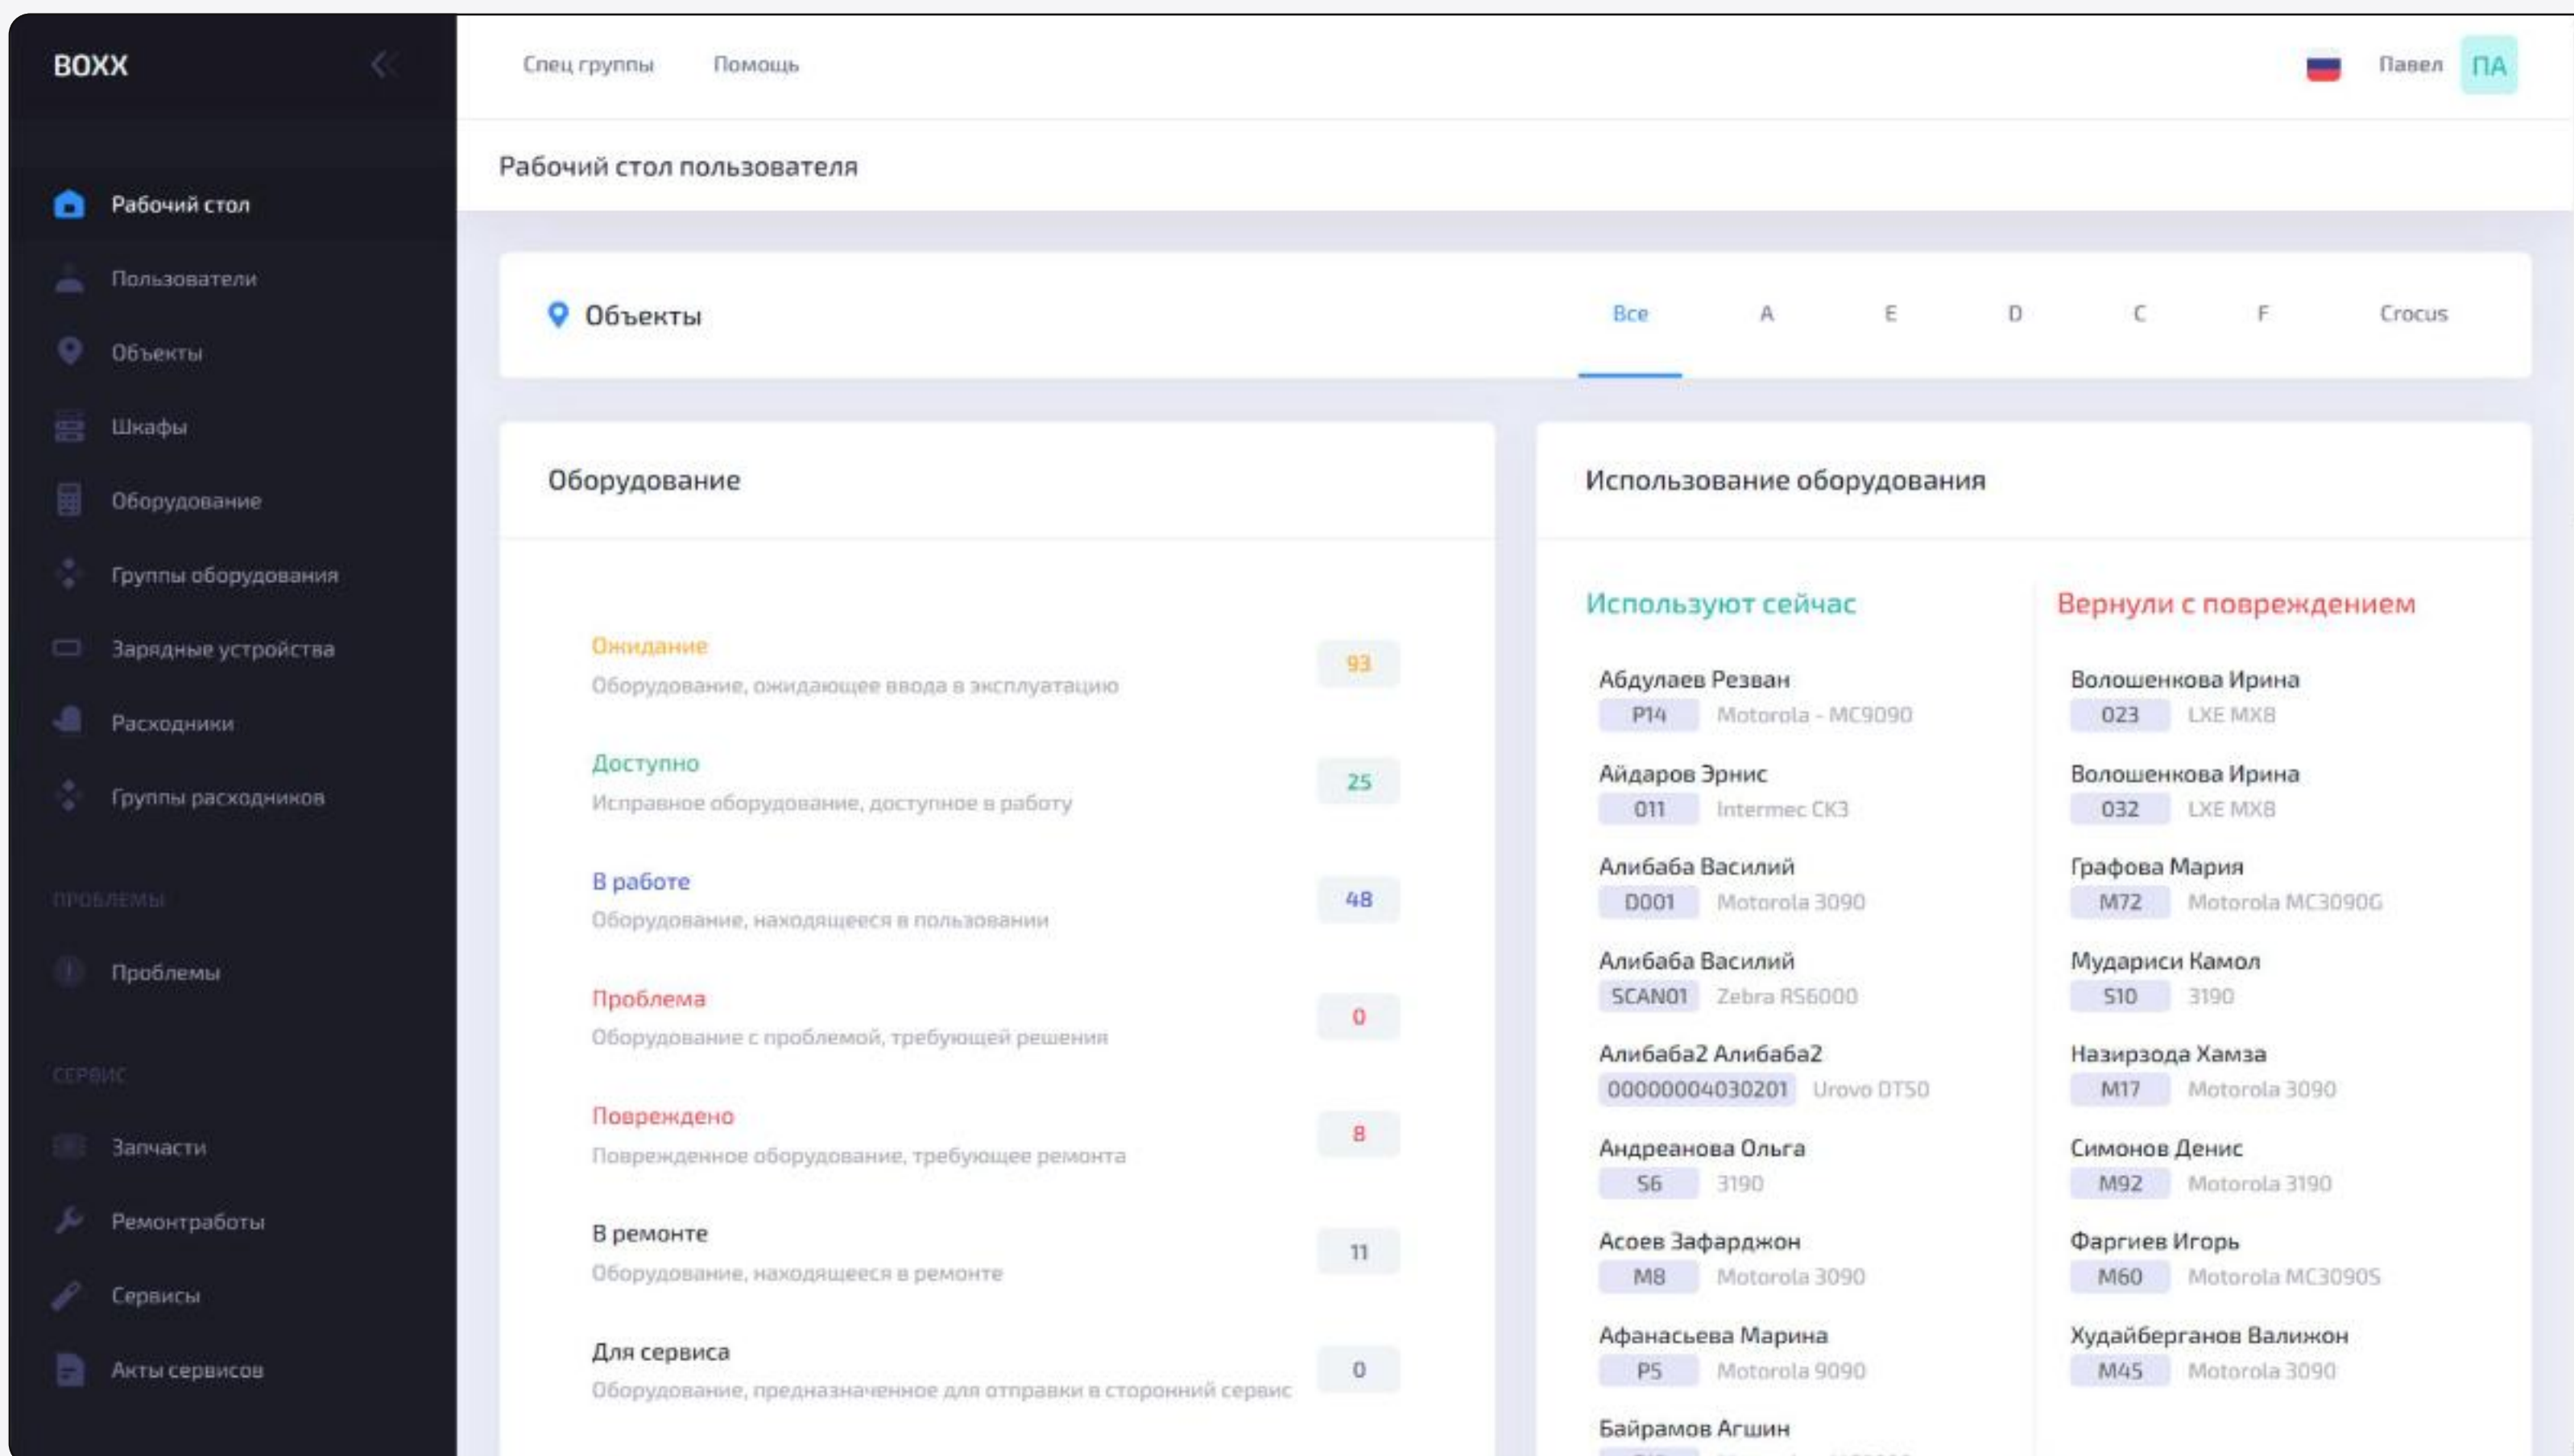 BOXX
Рабочий стол
Пользователи
Объекты
Шкафы
Оборудование
Группы оборудования
Зарядные устройства
Расходники
Группы расходников
ПРОБЛЕМЫ
Проблемы
СЕРВИС
Запчасти
Ремонтработы
Сервисы
Акты сервисов
Спец группы Помощь
Павел ПА
Рабочий стол пользователя
Объекты
Все A E D C F Crocus
Оборудование
Ожидание
93
Оборудование, ожидающее ввода в эксплуатацию
Доступно
25
Исправное оборудование, доступное в работу
В работе
48
Оборудование, находящееся в пользовании
Проблема
0
Оборудование с проблемой, требующей решения
Повреждено
8
Поврежденное оборудование, требующее ремонта
В ремонте
11
Оборудование, находящееся в ремонте
Для сервиса
0
Оборудование, предназначенное для отправки в сторонний сервис
Использование оборудования
Используют сейчас
Абдулаев Резван
P14 Motorola - MC9090
Айдаров Эрнис
011 Intermec CK3
Алибаба Василий
D001 Motorola 3090
Алибаба Василий
SCAN01 Zebra RS6000
Алибаба2 Алибаба2
00000004030201 Urovo DT50
Андреанова Ольга
S6 3190
Асоев Зафарджон
M8 Motorola 3090
Афанасьева Марина
P5 Motorola 9090
Байрамов Агшин
Вернули с повреждением
Волошенкова Ирина
023 LXE MX8
Волошенкова Ирина
032 LXE MX8
Графова Мария
M72 Motorola MC3090G
Мудариси Камол
S10 3190
Назирзода Хамза
M17 Motorola 3090
Симонов Денис
M92 Motorola 3190
Фаргиев Игорь
M60 Motorola MC3090S
Худайберганов Валижон
M45 Motorola 3090